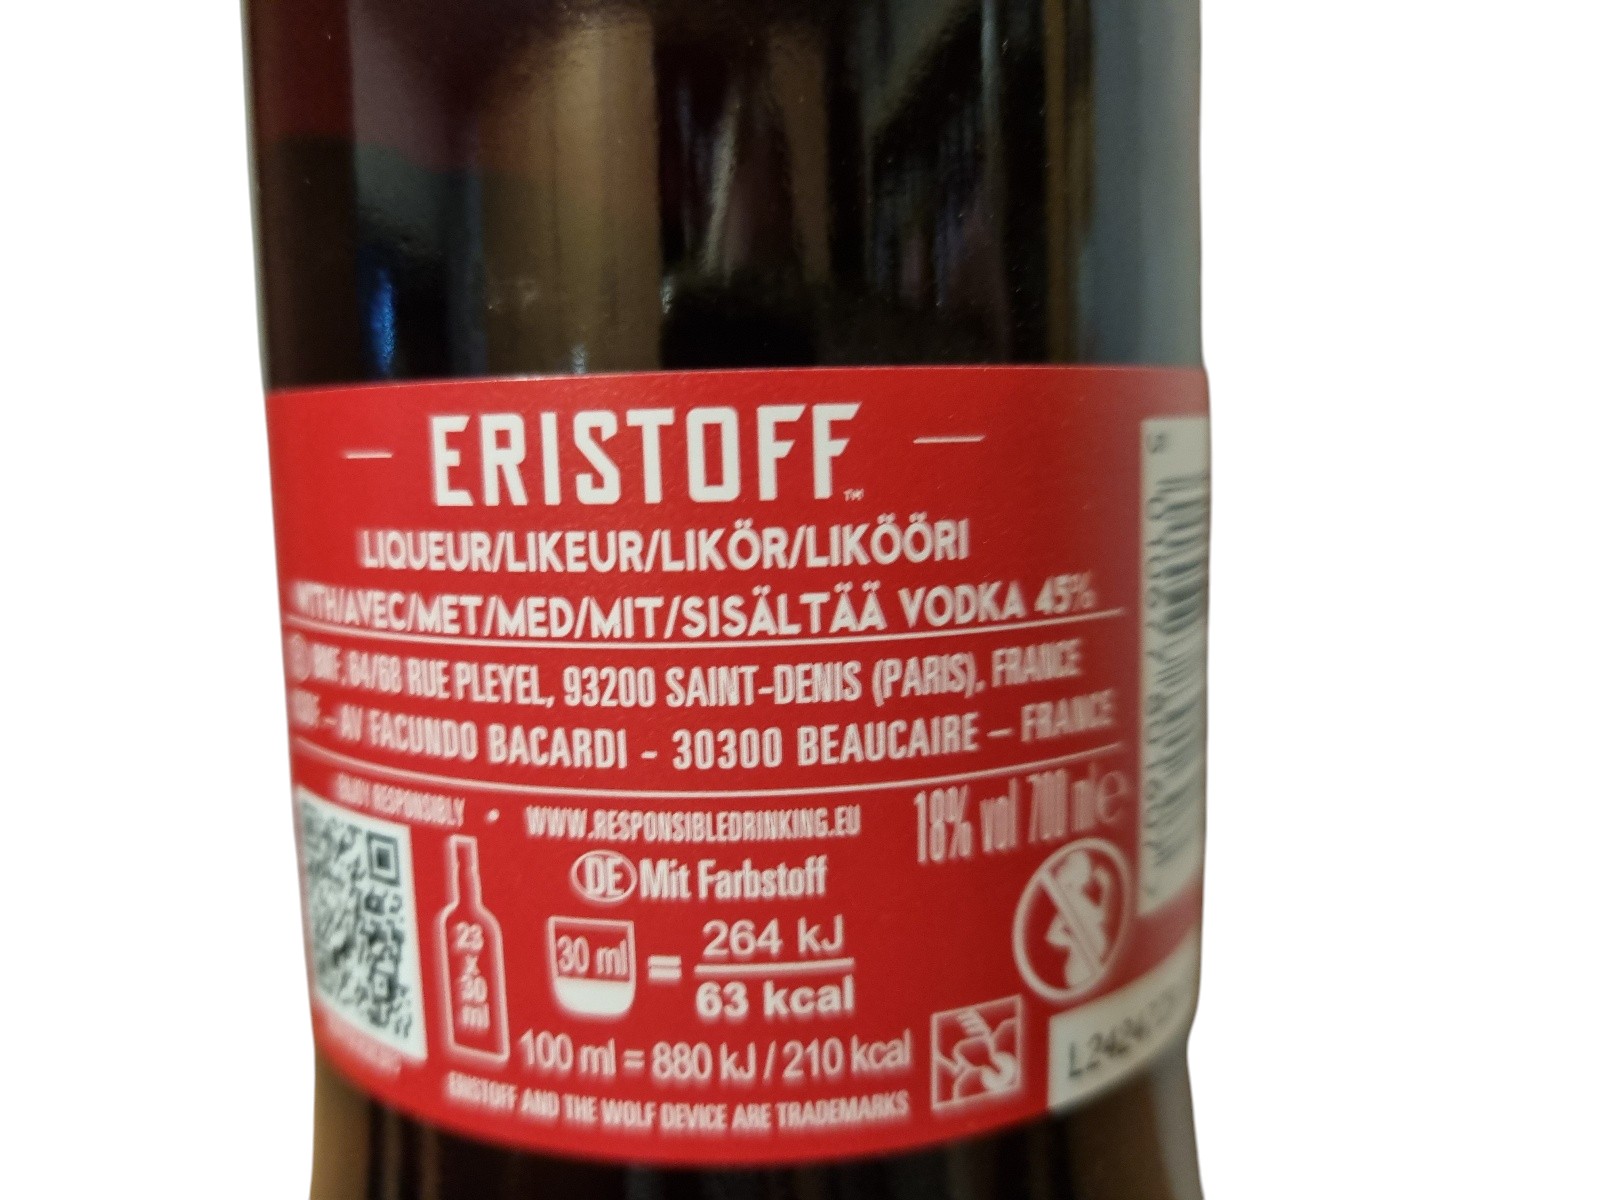 ERISTOFF™
LIQUEUR/LIKEUR/LIKÖR/LIKÖÖRI
WITH/AVEC/MET/MED/MIT/SISÄLTÄÄ VODKA 45%
BMF: 64/68 RUE PLEYEL, 93200 SAINT-DENIS (PARIS), FRANCE
- AV FACUNDO BACARDI - 30300 BEAUCAIRE - FRANCE
ENJOY RESPONSIBLY • WWW.RESPONSIBLEDRINKING.EU
18% vol 700 ml e
DE Mit Farbstoff
23
x
30
ml
30 ml = 264 kJ
63 kcal
100 ml = 880 kJ / 210 kcal
ERISTOFF AND THE WOLF DEVICE ARE TRADEMARKS